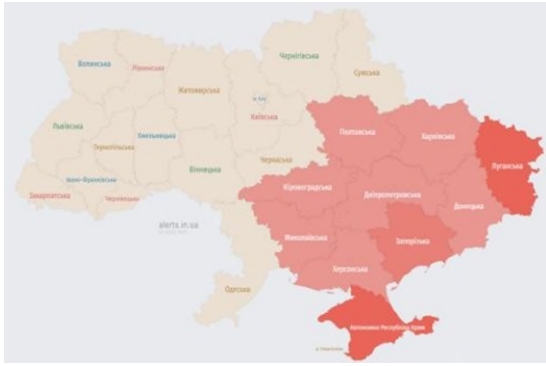 Чернігівська
Волинська
Рівненська
Сумська
Житомирська
м. Київ
Київська
Львівська
Полтавська
Харківська
Тернопільська
Хмельницька
Черкаська
Луганська
Вінницька
Івано-Франківська
Кіровоградська
Дніпропетровська
Закарпатська
Чернівецька
Донецька
alerts.in.ua
Миколаївська
Запорізька
Херсонська
Одеська
Автономна Республіка Крим